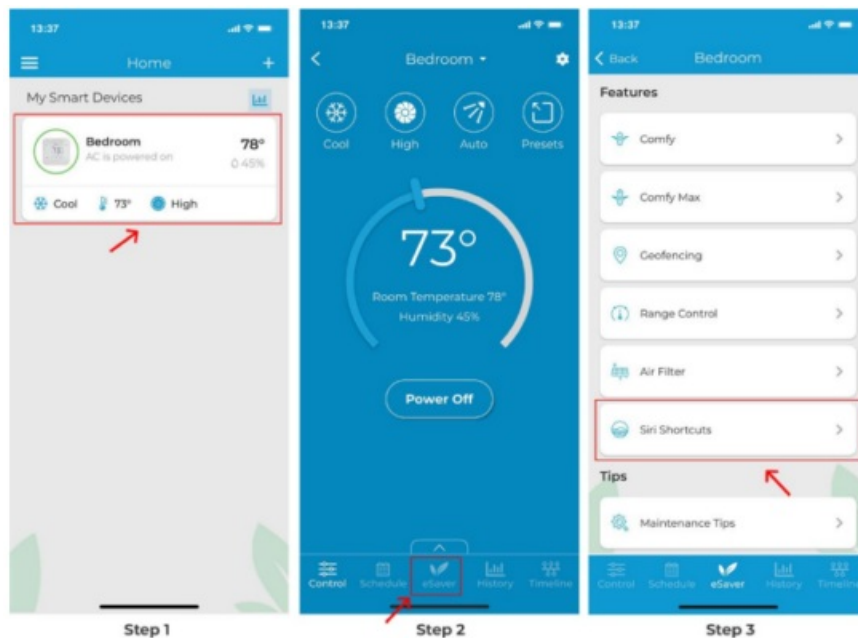 13:37
Home
My Smart Devices
Bedroom
78°
AC is powered on
45%
Cool
73°
High
Step 1
13:37
Bedroom
Cool
High
Auto
Presets
73°
Room Temperature 78°
Humidity 45%
Power Off
Control
Schedule
eSaver
History
Timeline
Step 2
13:37
Back
Bedroom
Features
Comfy
Comfy Max
Geofencing
Range Control
Air Filter
Siri Shortcuts
Tips
Maintenance Tips
Control
Schedule
eSaver
History
Timeline
Step 3